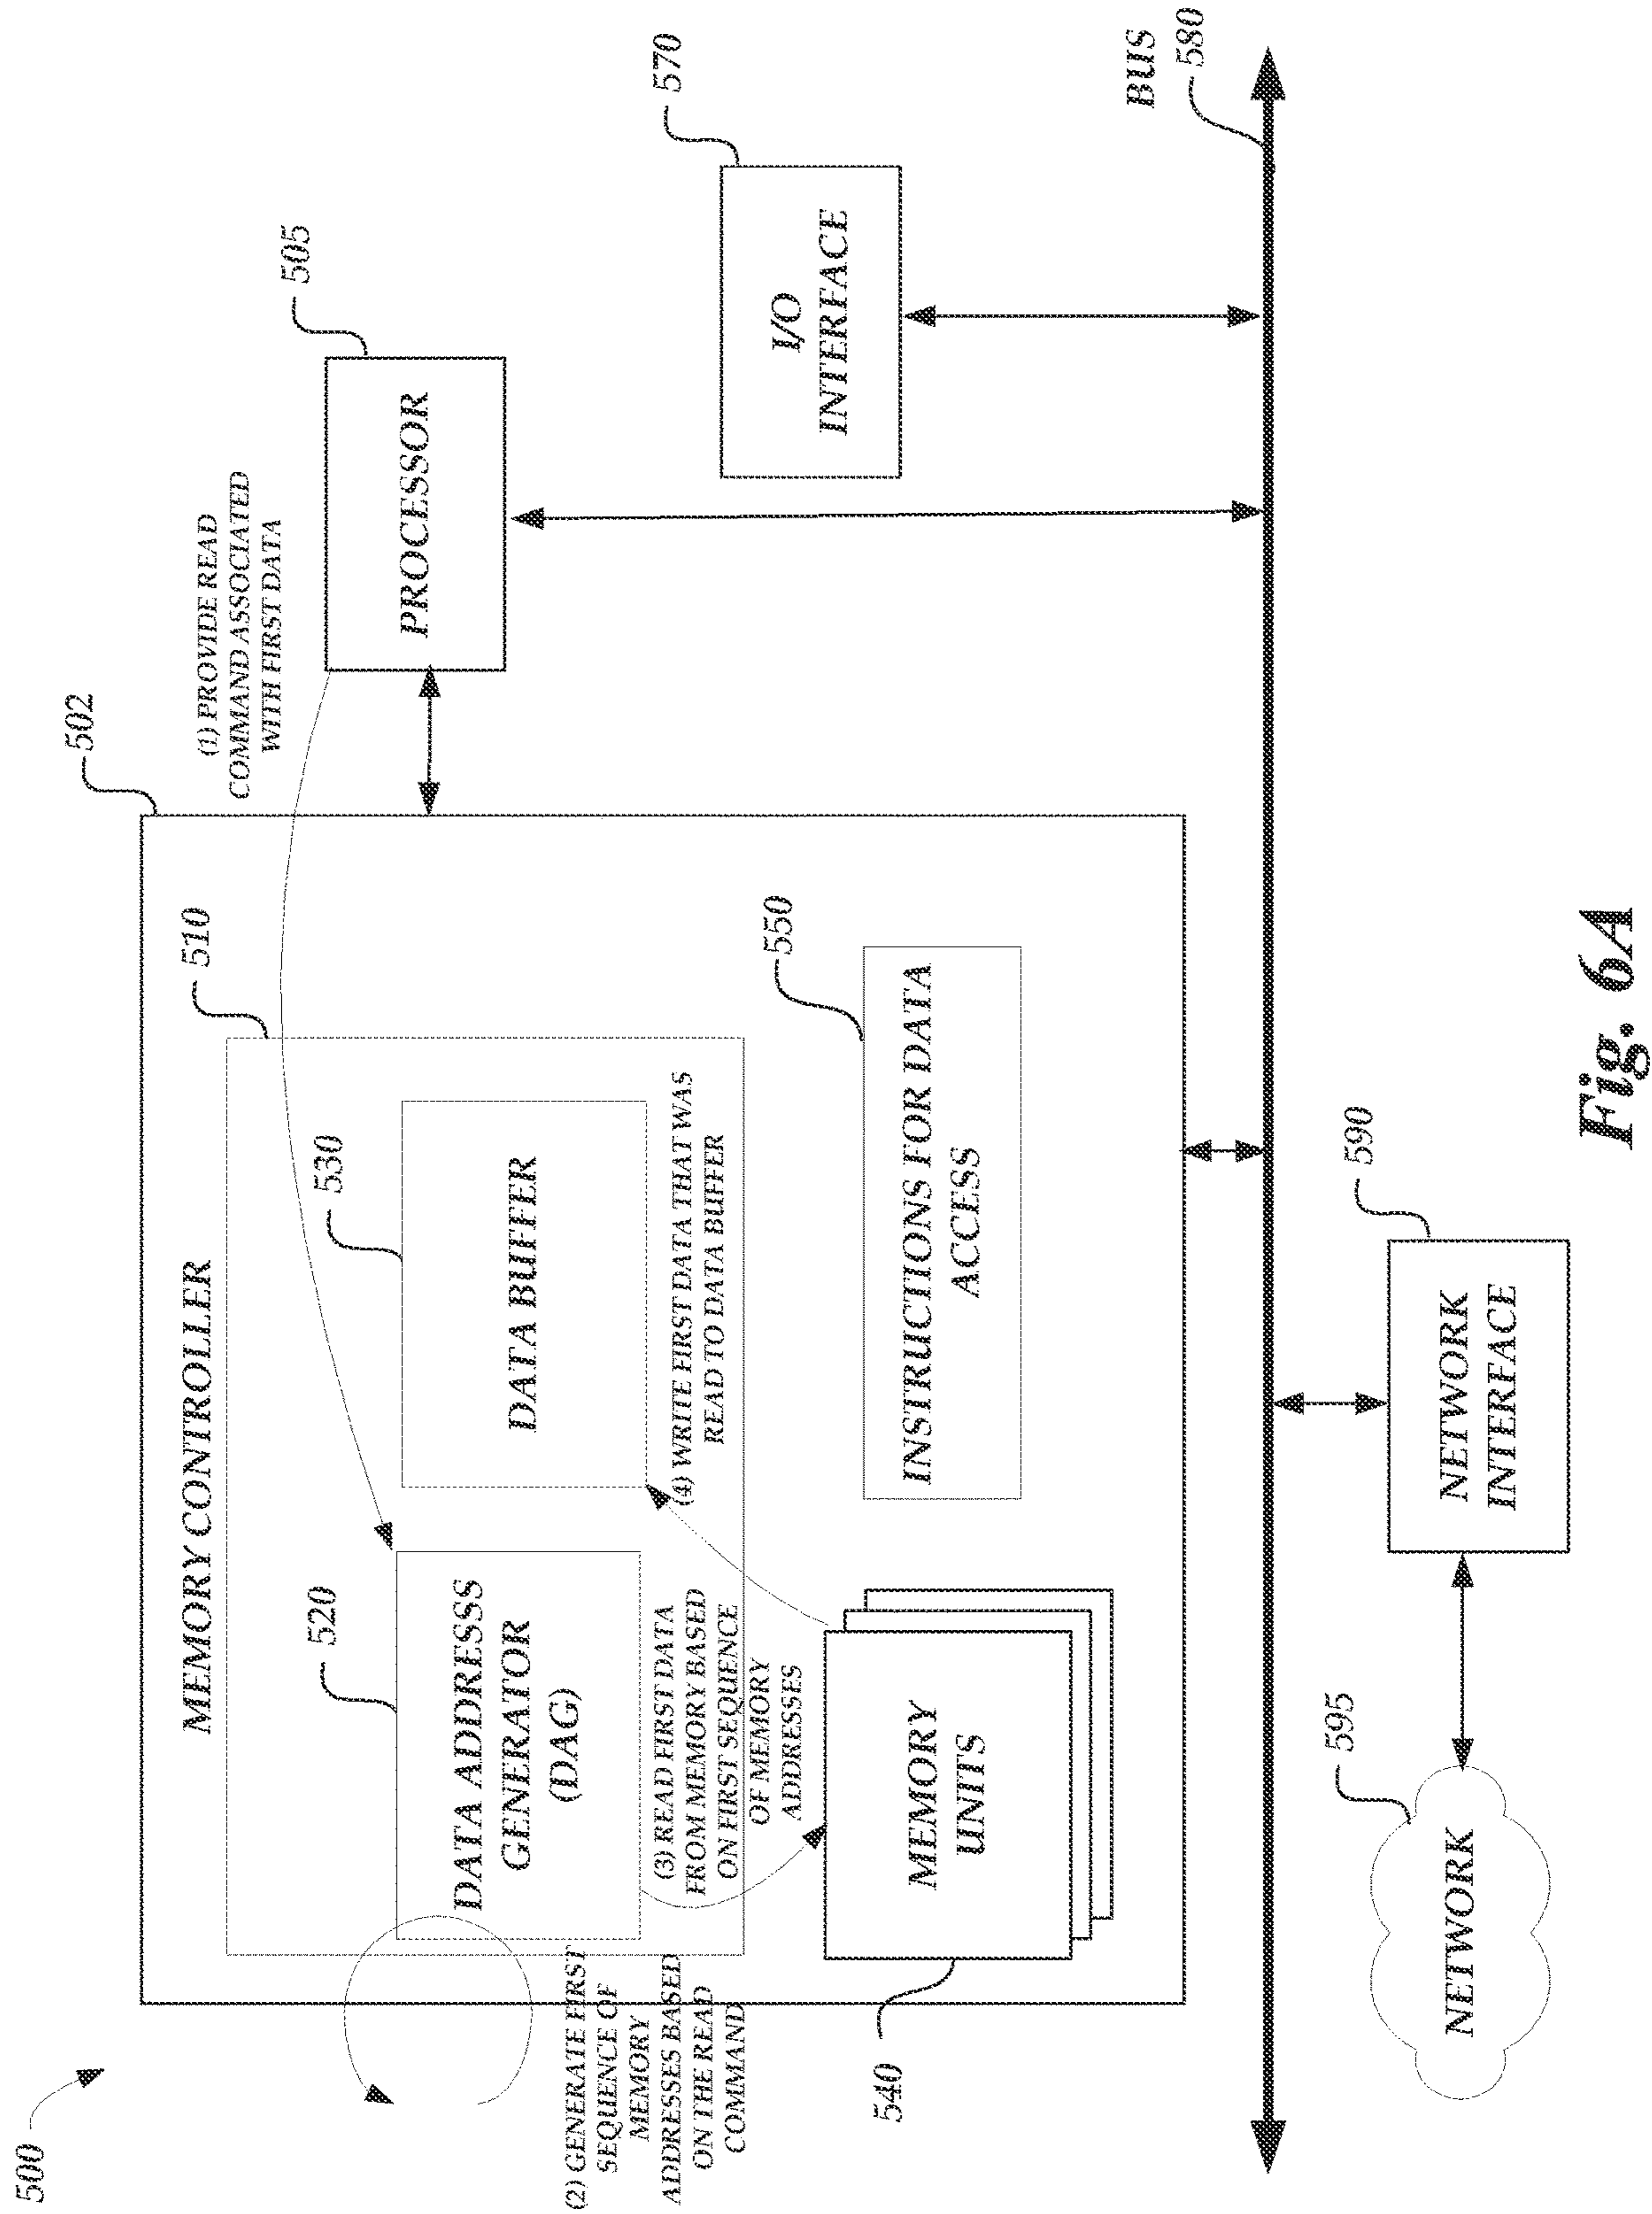 500
502
(1) PROVIDE READ
COMMAND ASSOCIATED
WITH FIRST DATA
505
MEMORY CONTROLLER
510
520
530
DATA ADDRESS
GENERATOR
(DAG)
DATA BUFFER
PROCESSOR
(2) GENERATE FIRST
SEQUENCE OF
MEMORY
ADDRESSES BASED
ON THE READ
COMMAND
(3) READ FIRST DATA
FROM MEMORY BASED
ON FIRST SEQUENCE
OF MEMORY
ADDRESSES
(4) WRITE FIRST DATA THAT WAS
READ TO DATA BUFFER
570
I/O
INTERFACE
550
540
MEMORY
UNITS
INSTRUCTIONS FOR DATA
ACCESS
BUS
580
595
590
NETWORK
NETWORK
INTERFACE
Fig. 6A